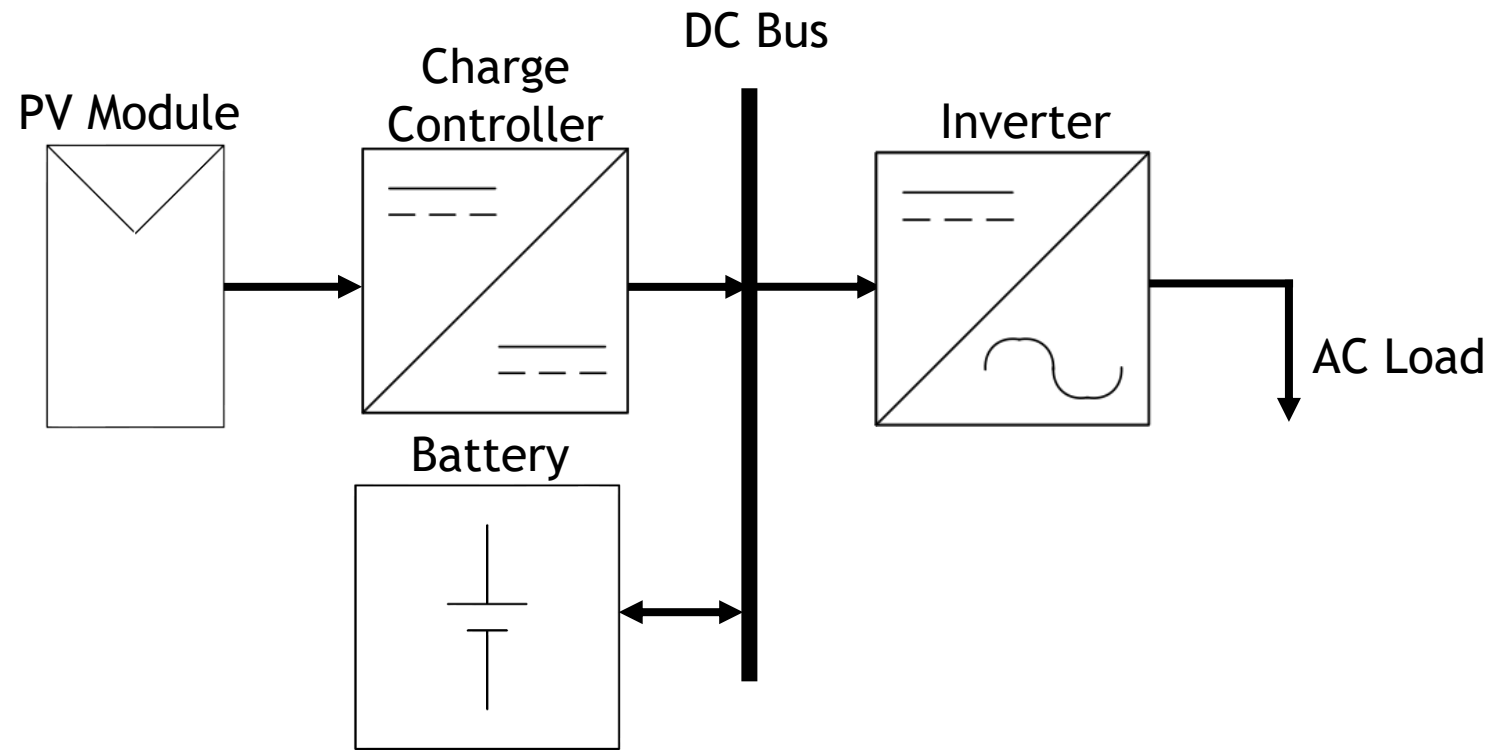 DC Bus
Charge
Controller
PV Module
Inverter
AC Load
Battery